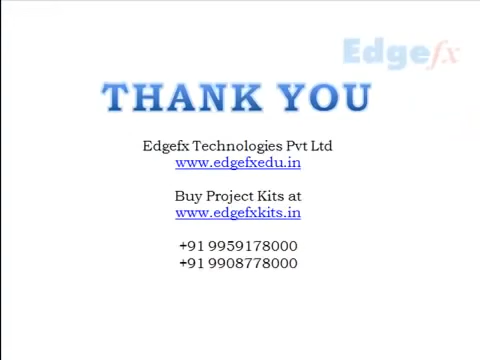 Edgefx
THANK YOU
Edgefx Technologies Pvt Ltd
www.edgefxedu.in
Buy Project Kits at
www.edgefxkits.in
+91 9959178000
+91 9908778000